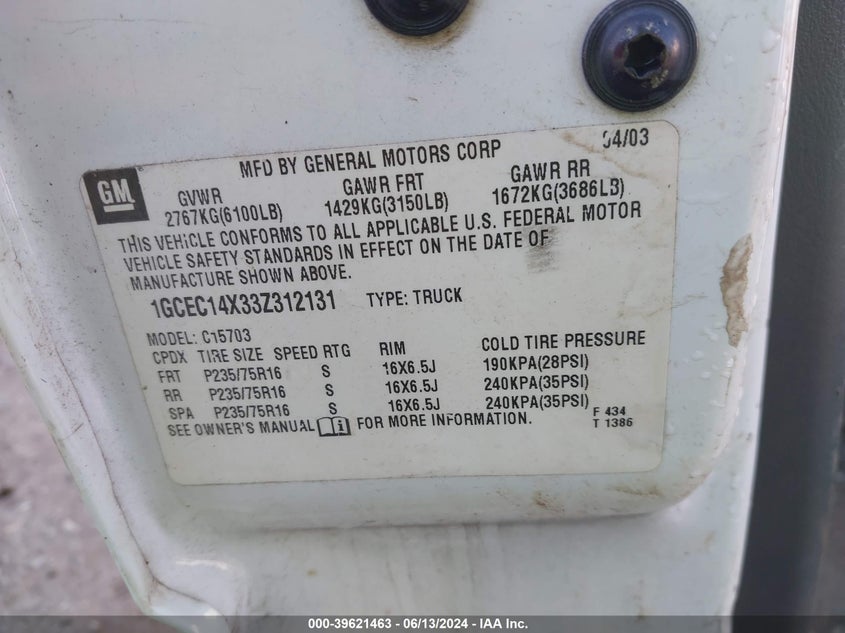 04/03
MFD BY GENERAL MOTORS CORP
GM
GVWR GAWR FRT GAWR RR
2767KG(6100LB) 1429KG(3150LB) 1672KG(3686LB)
THIS VEHICLE CONFORMS TO ALL APPLICABLE U.S. FEDERAL MOTOR
VEHICLE SAFETY STANDARDS IN EFFECT ON THE DATE OF
MANUFACTURE SHOWN ABOVE.
1GCEC14X33Z312131 TYPE: TRUCK
MODEL: C15703
CPDX TIRE SIZE SPEED RTG RIM COLD TIRE PRESSURE
FRT P235/75R16 S 16X6.5J 190KPA(28PSI)
RR P235/75R16 S 16X6.5J 240KPA(35PSI)
SPA P235/75R16 S 16X6.5J 240KPA(35PSI)
SEE OWNER'S MANUAL i FOR MORE INFORMATION.
F 434
T 1386
000-39621463 - 06/13/2024 - IAA Inc.